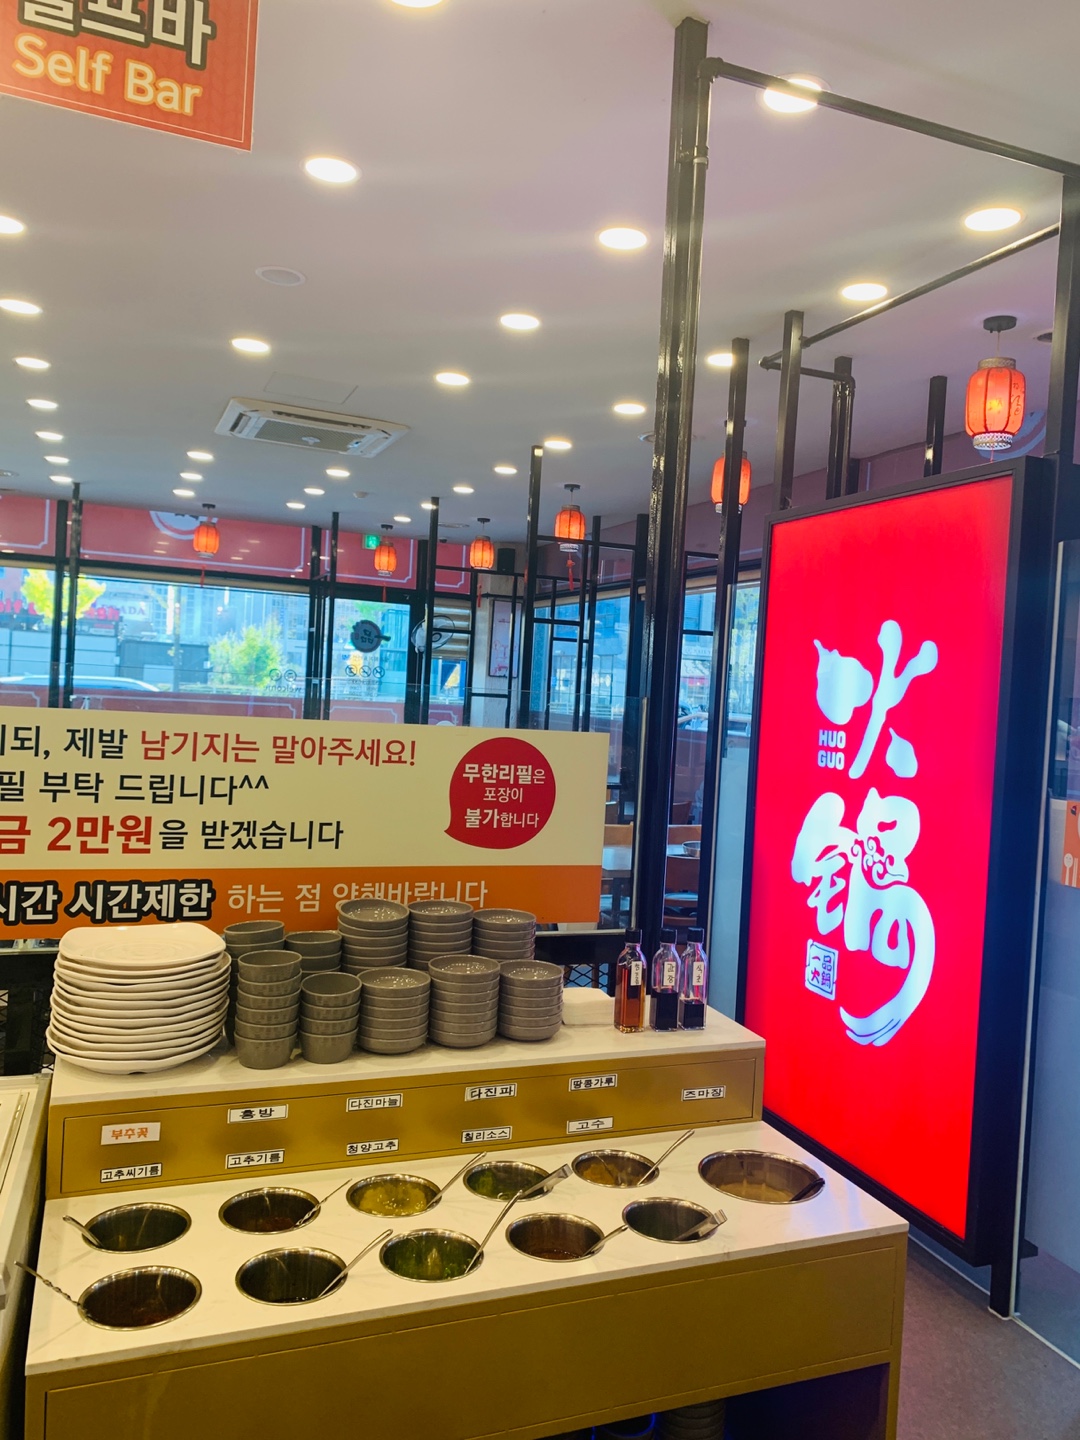 셀프바
Self Bar
되, 제발 남기지는 말아주세요!
필 부탁 드립니다^^
금 2만원을 받겠습니다
시간 시간제한 하는 점 양해바랍니다
무한리필은
포장이
불가합니다
火
HUO
GUO
鍋
부추꽃
홍방
다진마늘
다진파
땅콩가루
즈마장
고추씨기름
고추기름
청양고추
칠리소스
고수